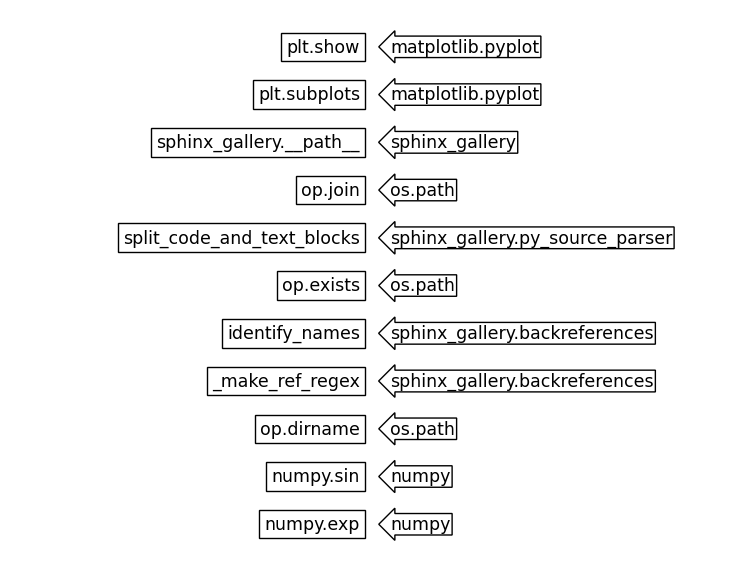 plt.show matplotlib.pyplot
plt.subplots matplotlib.pyplot
sphinx_gallery.__path__ sphinx_gallery
op.join os.path
split_code_and_text_blocks sphinx_gallery.py_source_parser
op.exists os.path
identify_names sphinx_gallery.backreferences
_make_ref_regex sphinx_gallery.backreferences
op.dirname os.path
numpy.sin numpy
numpy.exp numpy